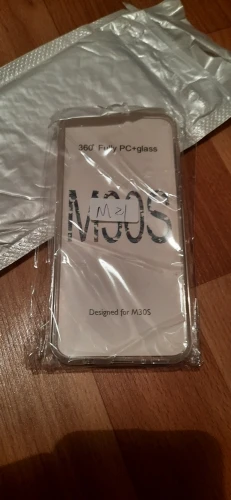 360° Fully PC+glass
M30S
M21
Designed for M30S